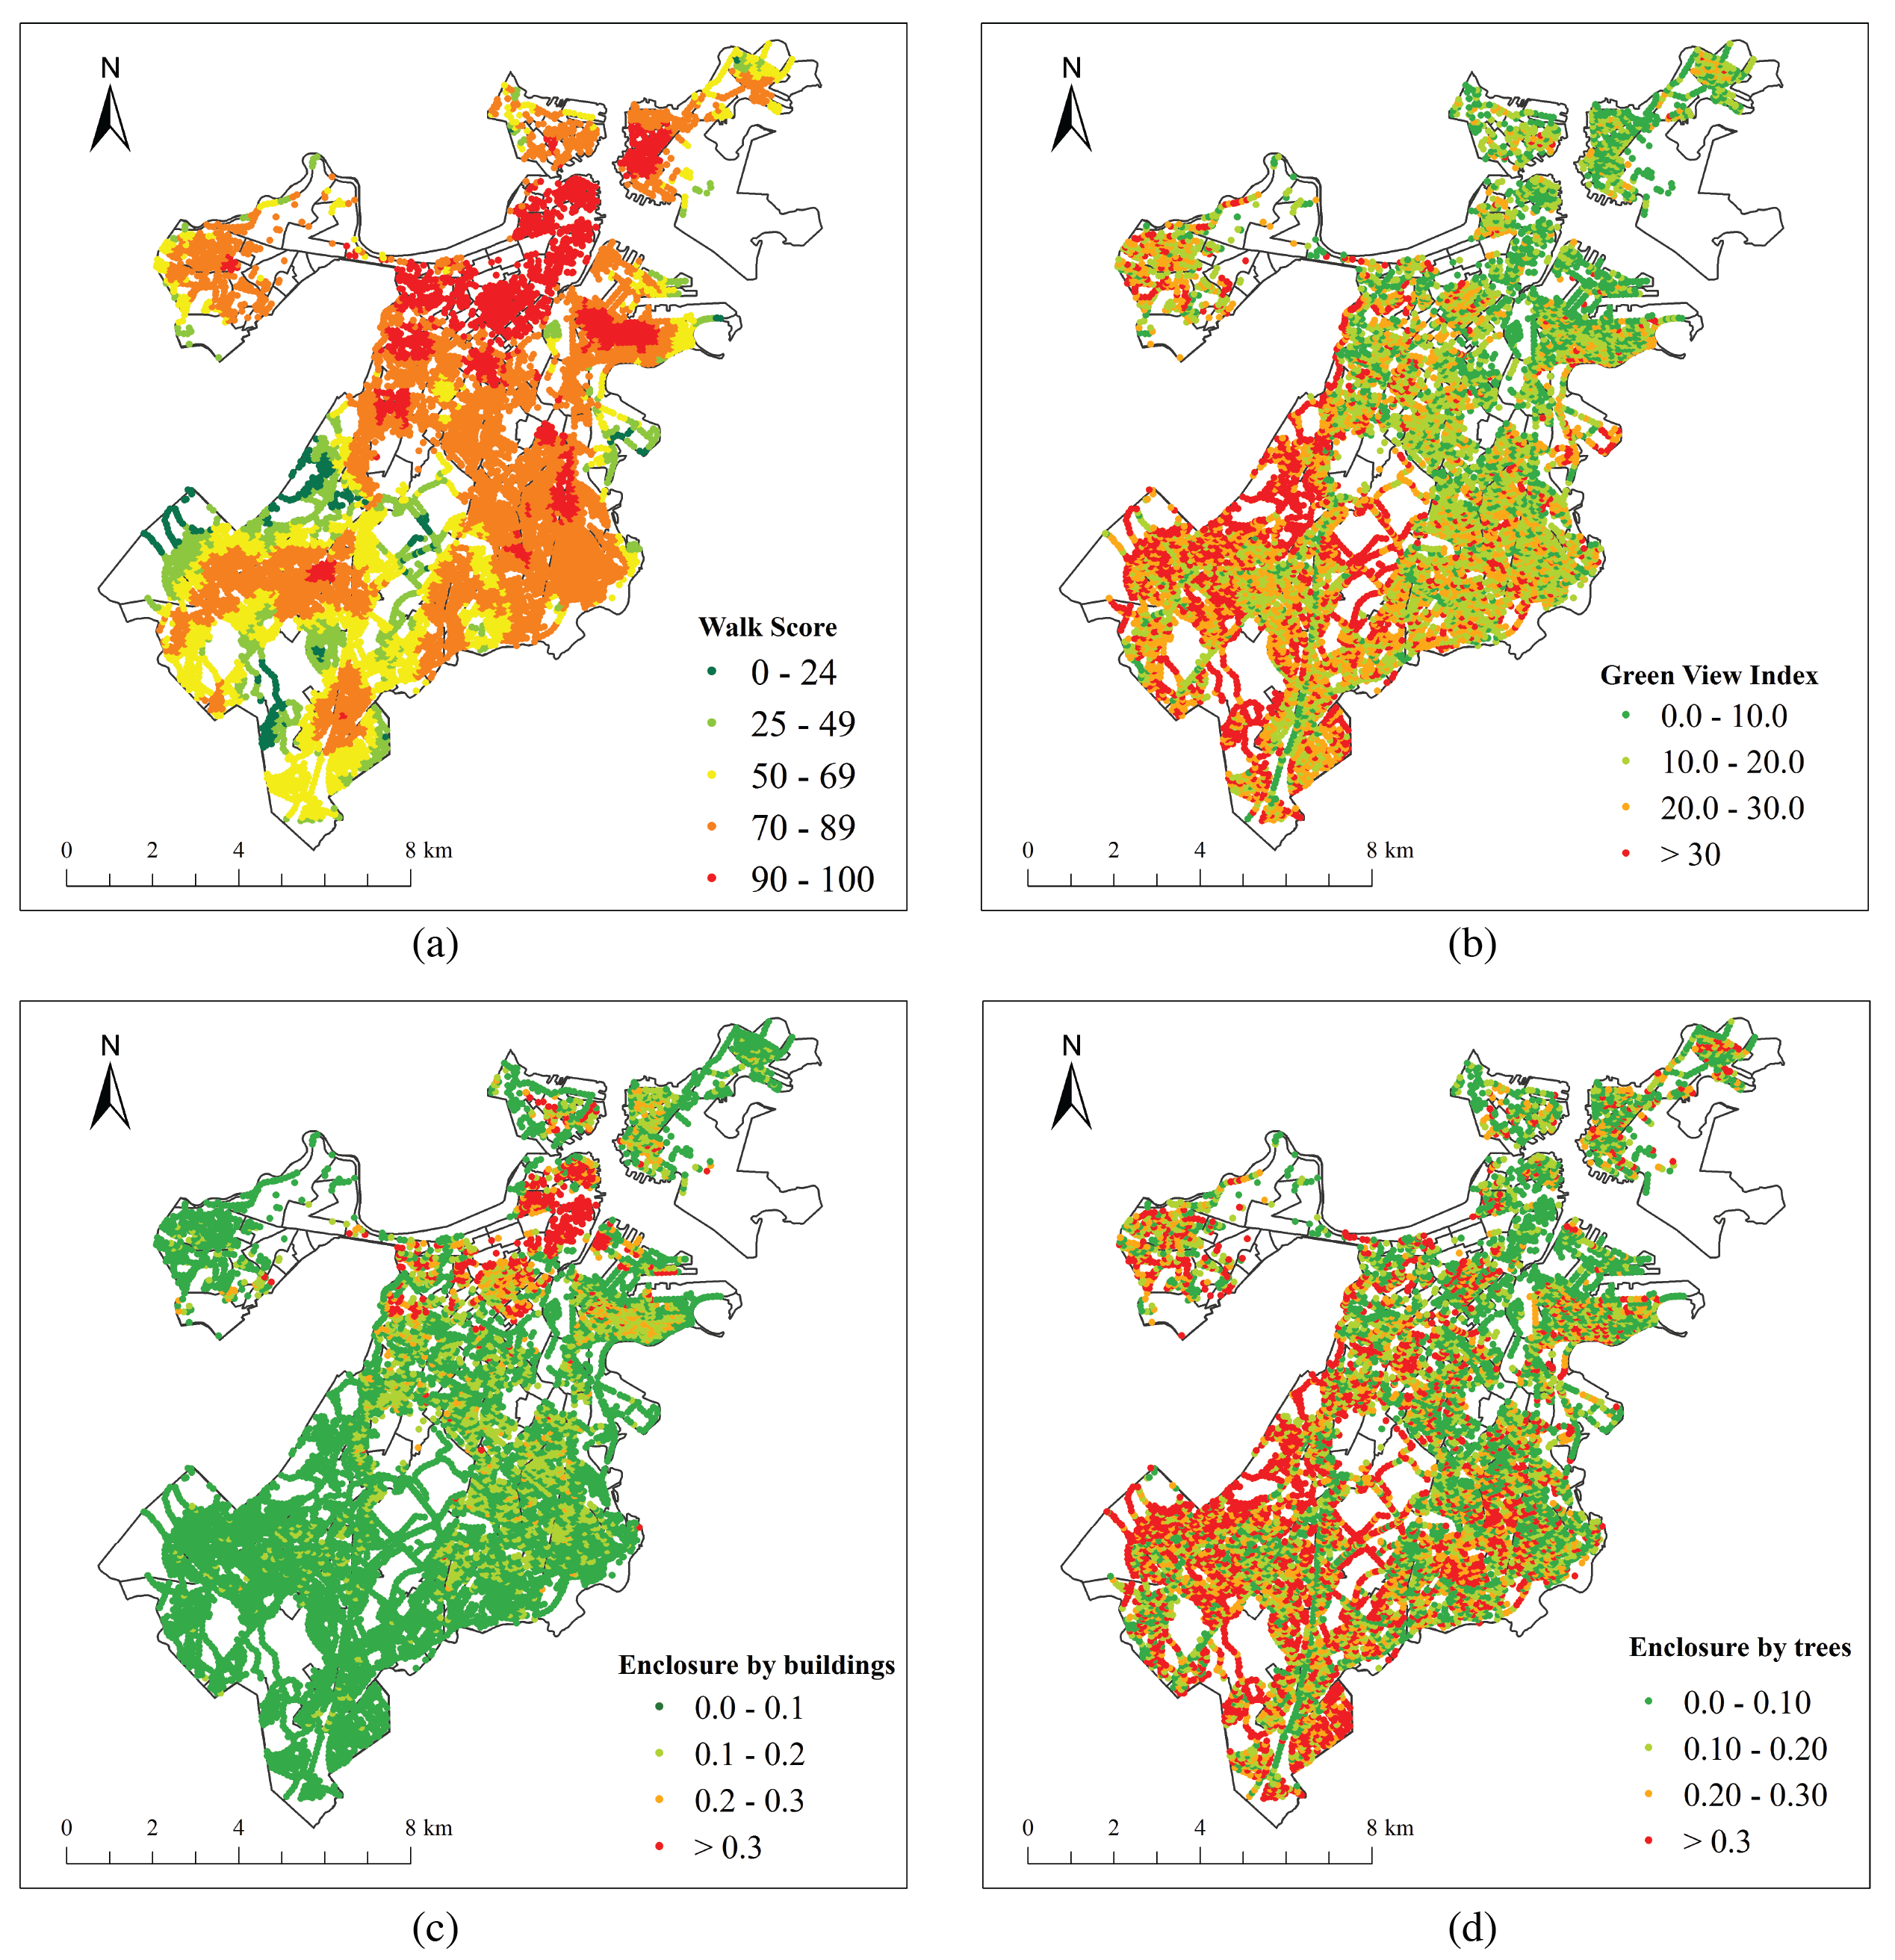 N
Walk Score
0 - 24
25 - 49
50 - 69
70 - 89
90 - 100
0 2 4 8 km
(a)
N
Green View Index
0.0 - 10.0
10.0 - 20.0
20.0 - 30.0
> 30
0 2 4 8 km
(b)
N
Enclosure by buildings
0.0 - 0.1
0.1 - 0.2
0.2 - 0.3
> 0.3
0 2 4 8 km
(c)
N
Enclosure by trees
0.0 - 0.10
0.10 - 0.20
0.20 - 0.30
> 0.3
0 2 4 8 km
(d)